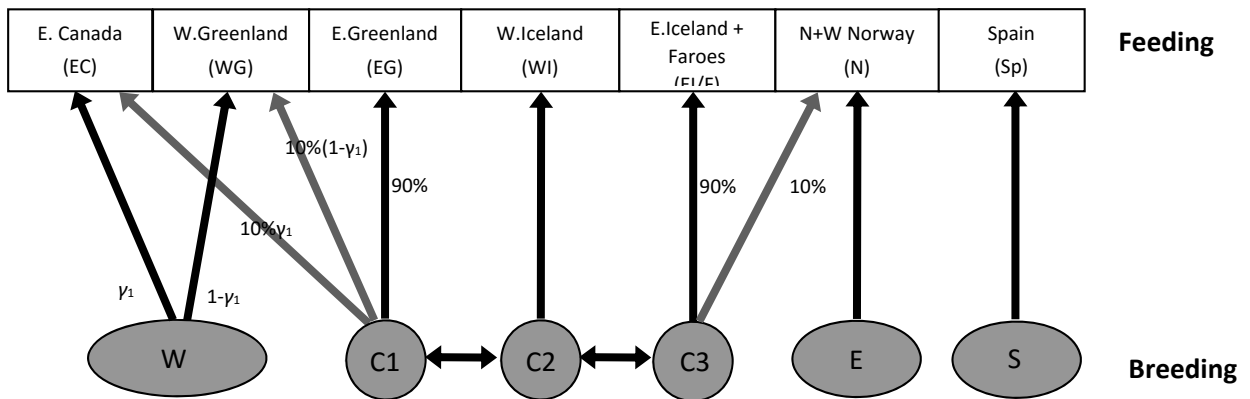 E. Canada
(EC)
W.Greenland
(WG)
E.Greenland
(EG)
W.Iceland
(WI)
E.Iceland +
Faroes
(EI/F)
N+W Norway
(N)
Spain
(Sp)
Feeding
10%(1-γ₁)
90%
90%
10%
10%γ₁
γ₁
1-γ₁
W
C1
C2
C3
E
S
Breeding